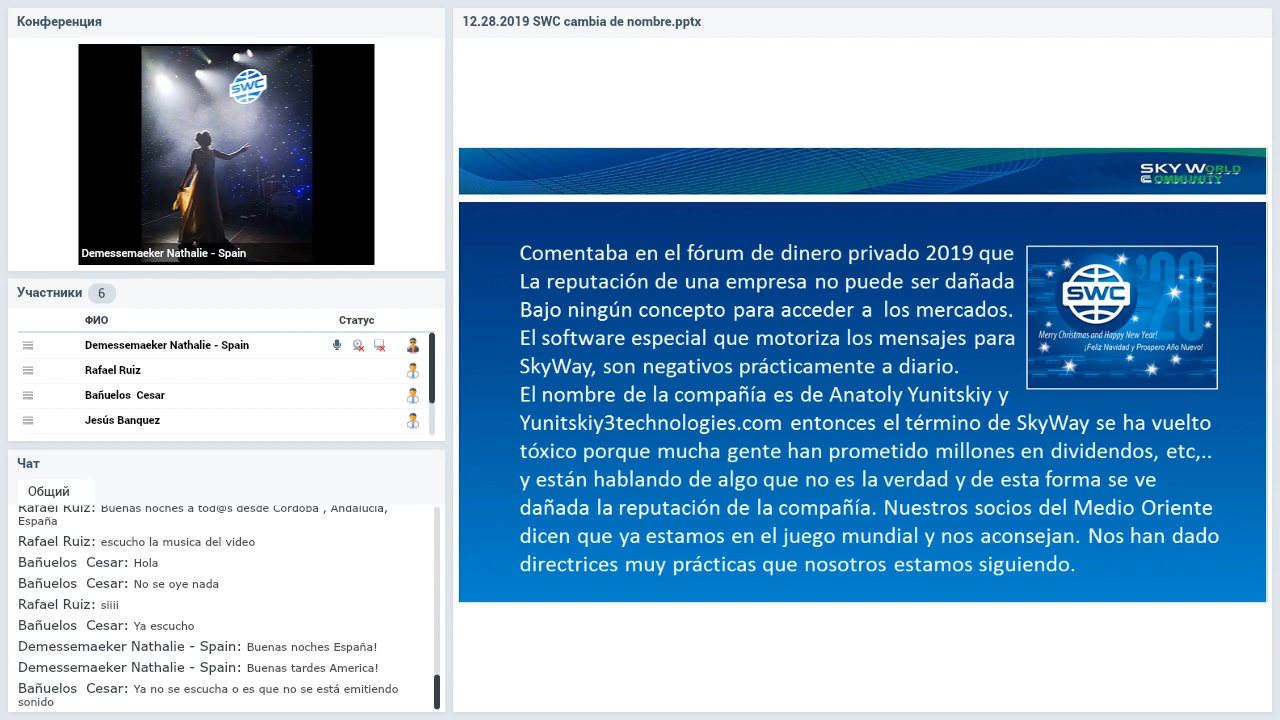 Конференция
SWC
Demessemaeker Nathalie - Spain
Участники 6
ФИО Статус
Demessemaeker Nathalie - Spain
Rafael Ruiz
Bañuelos Cesar
Jesús Banquez
Чат
Общий
Rafael Ruiz: Buenas noches a tod@s desde Córdoba , Andalucía,
España
Rafael Ruiz: escucho la musica del video
Bañuelos Cesar: Hola
Bañuelos Cesar: No se oye nada
Rafael Ruiz: siiii
Bañuelos Cesar: Ya escucho
Demessemaeker Nathalie - Spain: Buenas noches España!
Demessemaeker Nathalie - Spain: Buenas tardes America!
Bañuelos Cesar: Ya no se escucha o es que no se está emitiendo
sonido
12.28.2019 SWC cambia de nombre.pptx
SKY WORLD
COMMUNITY
Comentaba en el fórum de dinero privado 2019 que
La reputación de una empresa no puede ser dañada
Bajo ningún concepto para acceder a los mercados.
El software especial que motoriza los mensajes para
SkyWay, son negativos prácticamente a diario.
El nombre de la compañía es de Anatoly Yunitskiy y
Yunitskiy3technologies.com entonces el término de SkyWay se ha vuelto
tóxico porque mucha gente han prometido millones en dividendos, etc,..
y están hablando de algo que no es la verdad y de esta forma se ve
dañada la reputación de la compañía. Nuestros socios del Medio Oriente
dicen que ya estamos en el juego mundial y nos aconsejan. Nos han dado
directrices muy prácticas que nosotros estamos siguiendo.
'20
SWC
Merry Christmas and Happy New Year!
¡Feliz Navidad y Prospero Año Nuevo!